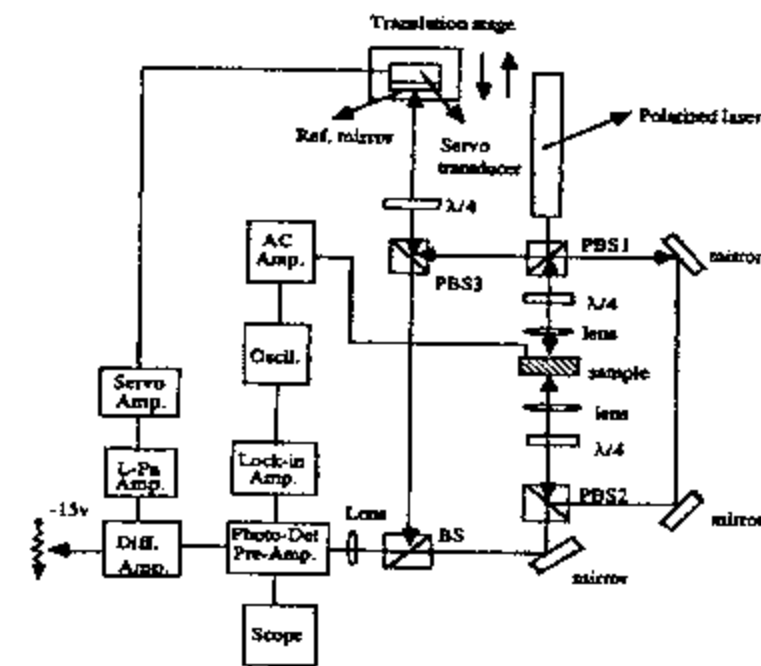 Translation stage
Polarized laser
Ref. mirror
Servo
transducer
λ/4
AC
Amp.
PBS3
PBS1
mirror
λ/4
lens
Oscil.
sample
Servo
Amp.
lens
λ/4
L-Pa
Amp.
Lock-in
Amp.
-15v
Lens
PBS2
mirror
Diff.
Amp.
Photo-Det
Pre-Amp.
BS
mirror
Scope